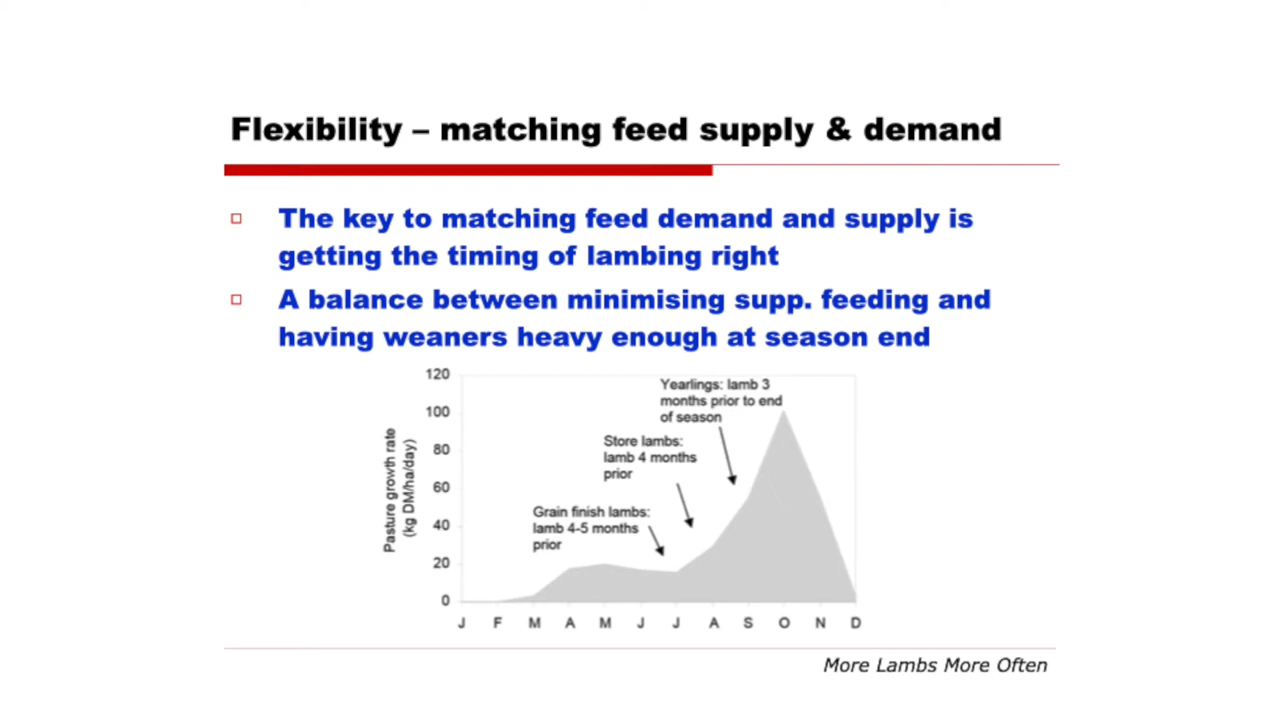 Flexibility – matching feed supply & demand
The key to matching feed demand and supply is
getting the timing of lambing right
A balance between minimising supp. feeding and
having weaners heavy enough at season end
120
100
80
60
40
20
0
Pasture growth rate
(kg DM/ha/day)
Yearlings: lamb 3
months prior to end
of season
Store lambs:
lamb 4 months
prior
Grain finish lambs:
lamb 4-5 months
prior
J F M A M J J A S O N D
More Lambs More Often